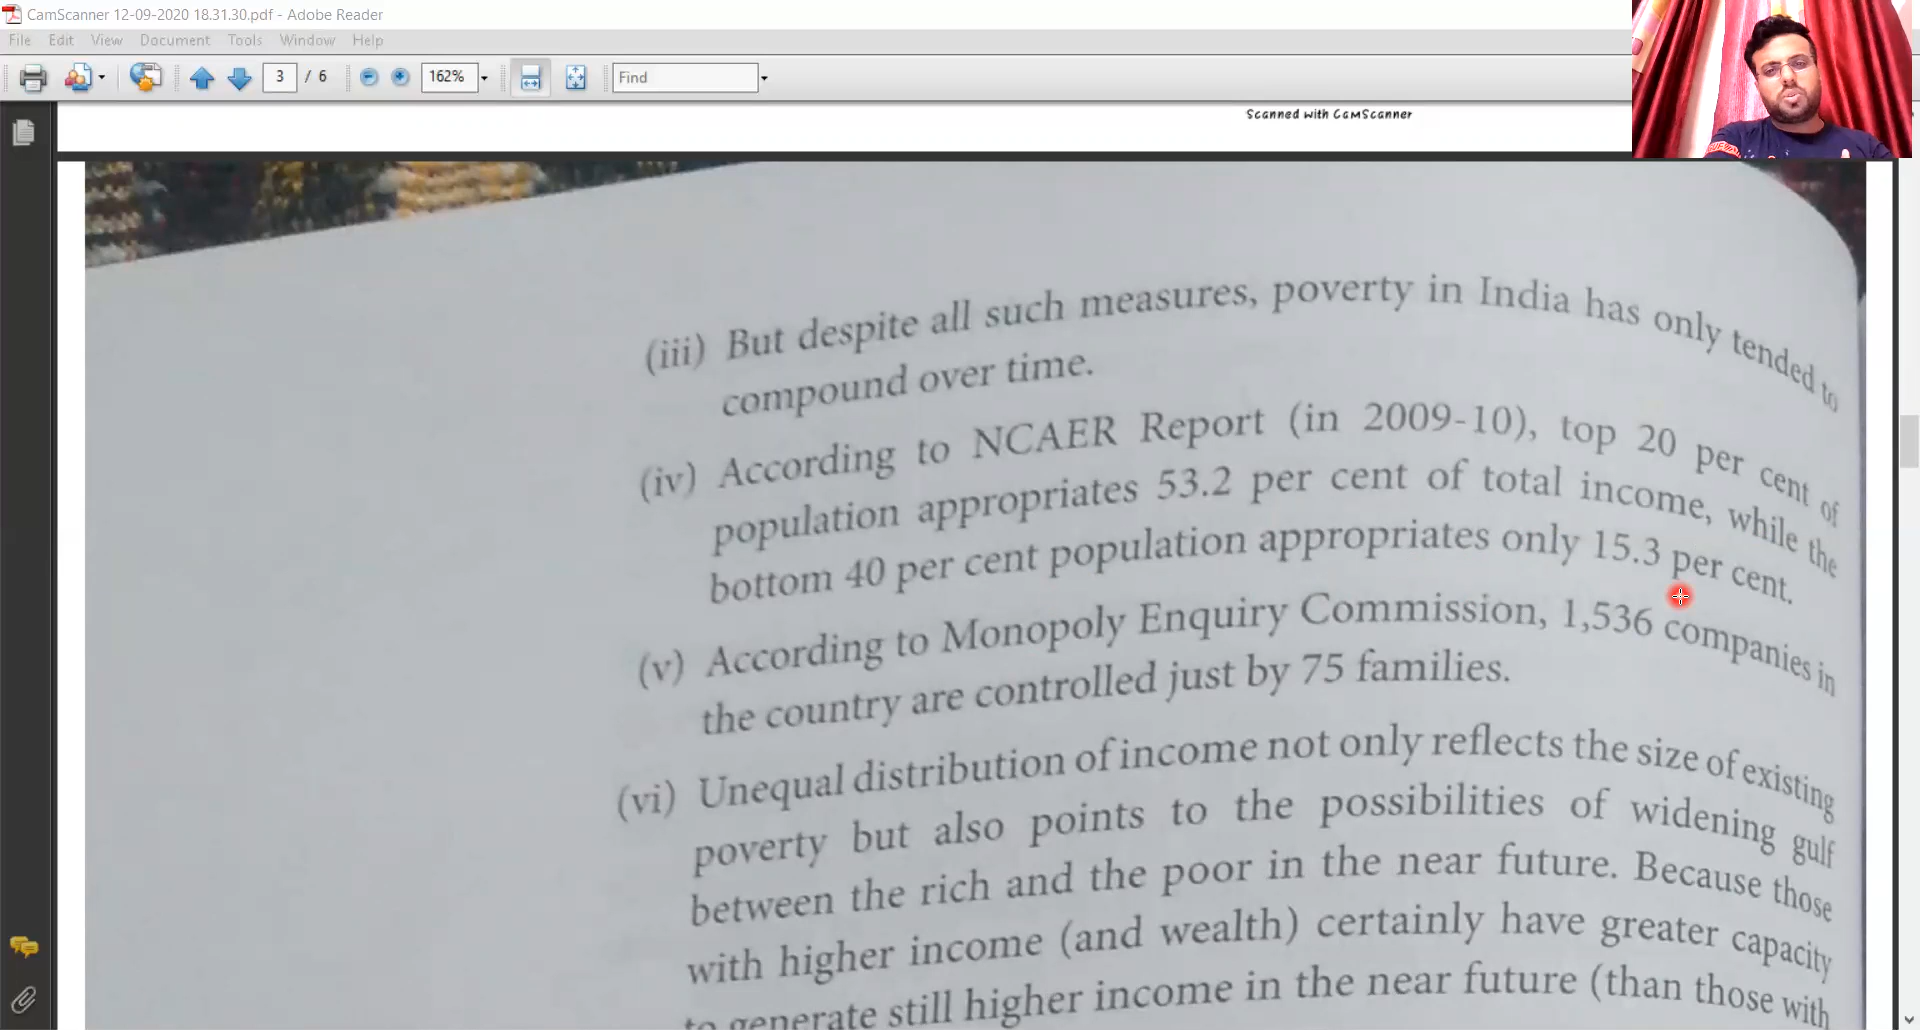 CamScanner 12-09-2020 18.31.30.pdf - Adobe Reader
File Edit View Document Tools Window Help
3 / 6 162% Find
Scanned with CamScanner
(iii) But despite all such measures, poverty in India has only tended to
compound over time.
(iv) According to NCAER Report (in 2009-10), top 20 per cent of
population appropriates 53.2 per cent of total income, while the
bottom 40 per cent population appropriates only 15.3 per cent.
(v) According to Monopoly Enquiry Commission, 1,536 companies in
the country are controlled just by 75 families.
(vi) Unequal distribution of income not only reflects the size of existing
poverty but also points to the possibilities of widening gulf
between the rich and the poor in the near future. Because those
with higher income (and wealth) certainly have greater capacity
to generate still higher income in the near future (than those with